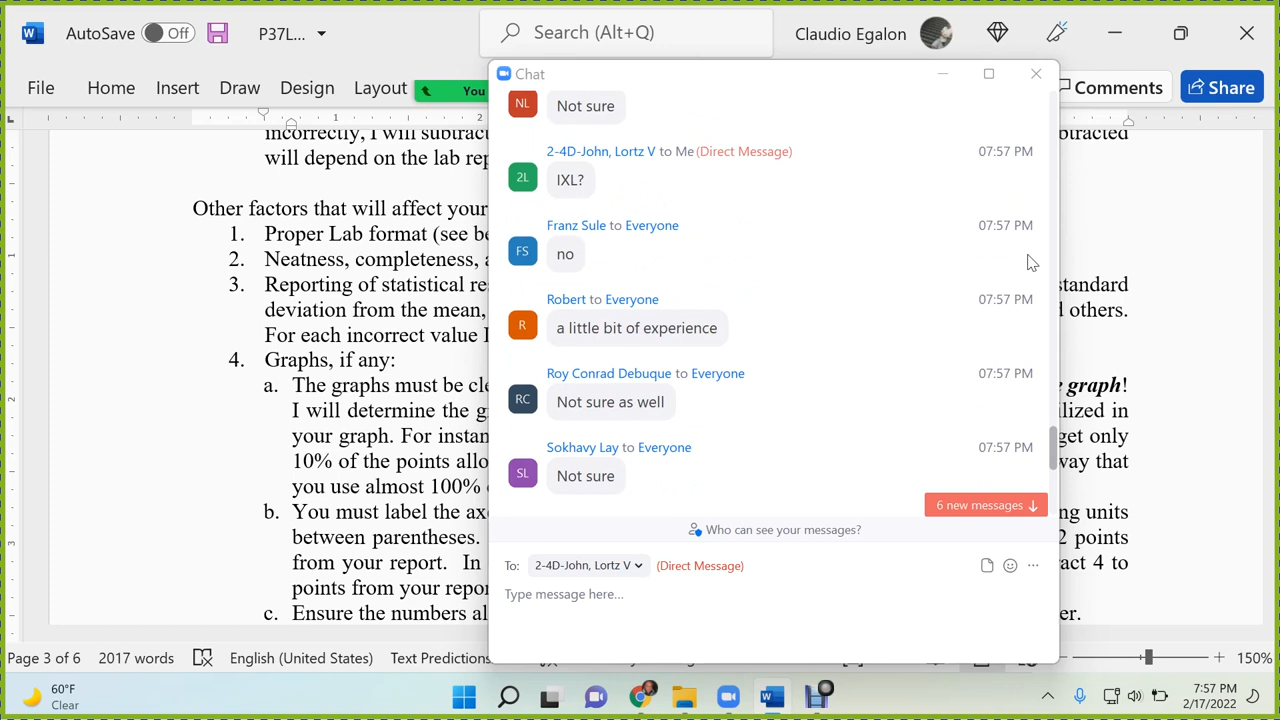 AutoSave
Off
P37L...
Search (Alt+Q)
Claudio Egalon
File
Home
Insert
Draw
Design
Layout
You
Comments
Share
Chat
NL
Not sure
2-4D-John, Lortz V to Me (Direct Message)
07:57 PM
2L
IXL?
Franz Sule to Everyone
07:57 PM
FS
no
Robert to Everyone
07:57 PM
R
a little bit of experience
Roy Conrad Debuque to Everyone
07:57 PM
RC
Not sure as well
Sokhavy Lay to Everyone
07:57 PM
SL
Not sure
6 new messages
Who can see your messages?
To: 2-4D-John, Lortz V (Direct Message)
Type message here...
incorrectly, I will subtrac btracted
will depend on the lab rep
Other factors that will affect your
1. Proper Lab format (see be
2. Neatness, completeness, a
3. Reporting of statistical res standard
deviation from the mean, d others.
For each incorrect value I
4. Graphs, if any:
a. The graphs must be cle e graph!
I will determine the g ilized in
your graph. For instan get only
10% of the points allo way that
you use almost 100%
b. You must label the axe ng units
between parentheses. 2 points
from your report. In ract 4 to
points from your repo
c. Ensure the numbers al er.
Page 3 of 6
2017 words
English (United States)
Text Predictions
150%
60°F
Clear
7:57 PM
2/17/2022